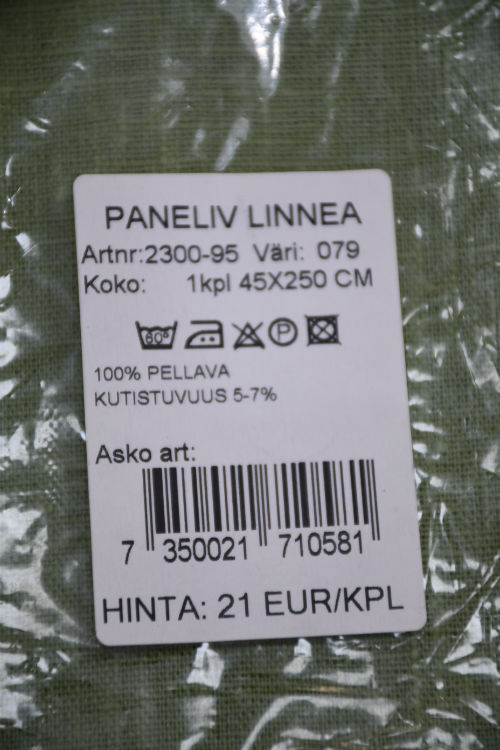 PANELIV LINNEA
Artnr:2300-95 Väri: 079
Koko: 1kpl 45X250 CM
60° P
100% PELLAVA
KUTISTUVUUS 5-7%
Asko art:
7 350021 710581
HINTA: 21 EUR/KPL